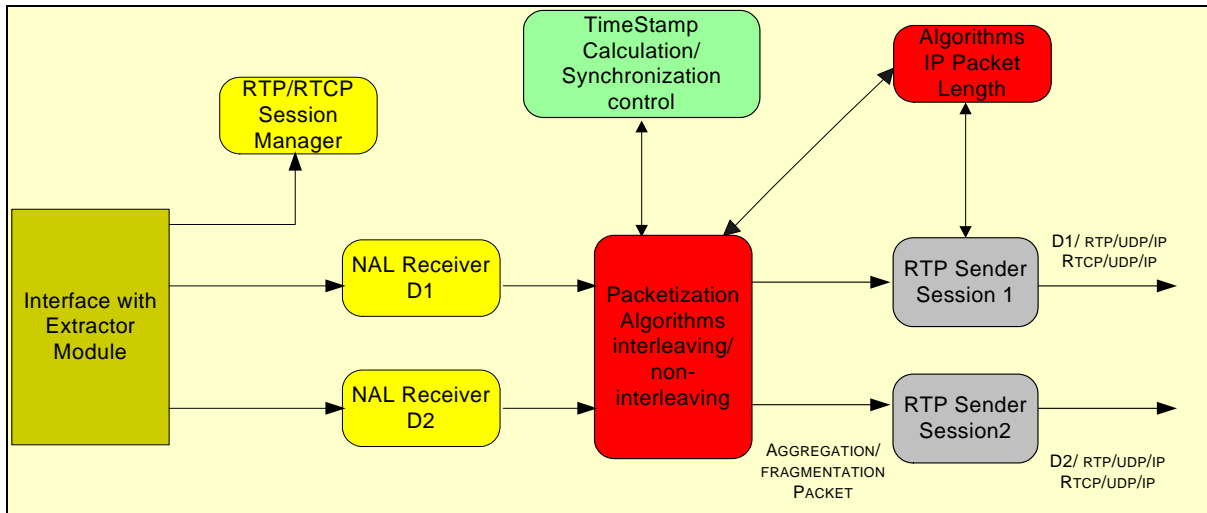 TimeStamp
Calculation/
Synchronization
control
Algorithms
IP Packet
Length
RTP/RTCP
Session
Manager
Interface with
Extractor
Module
NAL Receiver
D1
NAL Receiver
D2
Packetization
Algorithms
interleaving/
non-
interleaving
RTP Sender
Session 1
D1/ RTP/UDP/IP
RTCP/UDP/IP
RTP Sender
Session2
AGGREGATION/
FRAGMENTATION
PACKET
D2/ RTP/UDP/IP
RTCP/UDP/IP